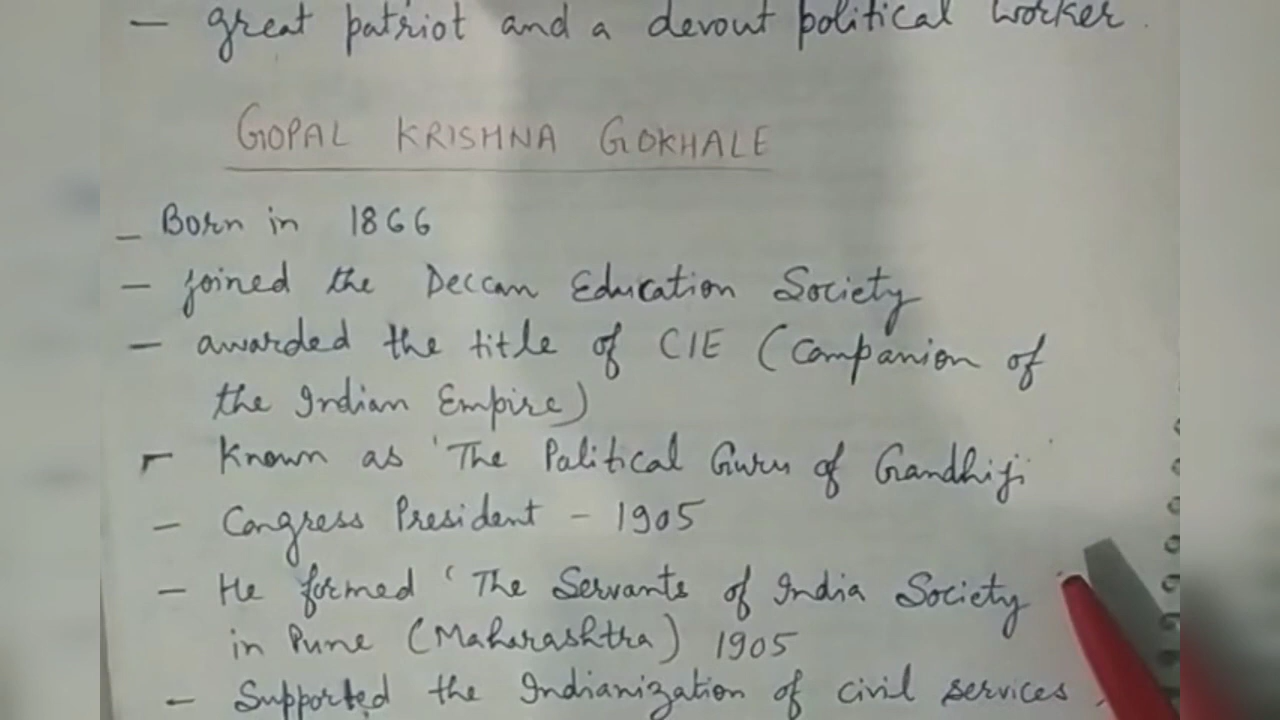 - great patriot and a devout political worker.
GOPAL KRISHNA GOKHALE
- Born in 1866
- joined the Deccan Education Society
- awarded the title of CIE (Companion of
the Indian Empire)
- Known as 'The Political Guru of Gandhiji
- Congress President - 1905
- He formed 'The Servants of India Society
in Pune (Maharashtra) 1905
- Supported the Indianization of civil services.